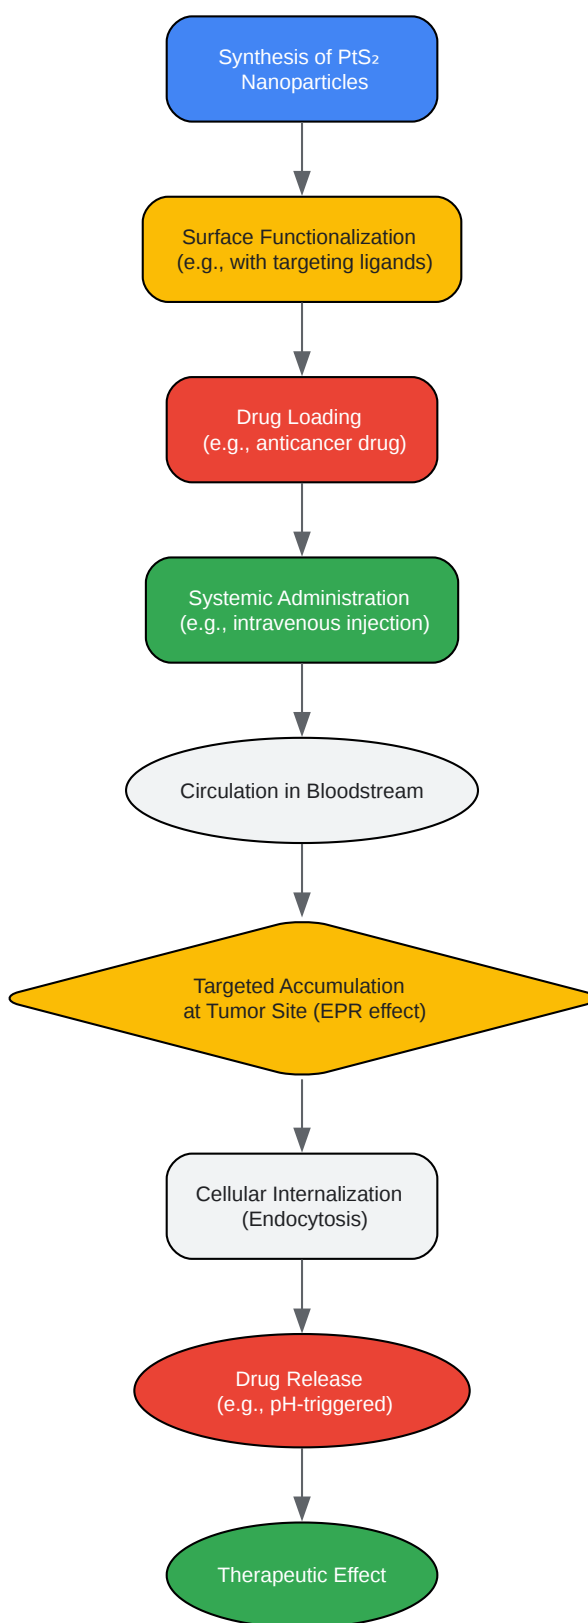 Synthesis of PtS₂
Nanoparticles
Surface Functionalization
(e.g., with targeting ligands)
Drug Loading
(e.g., anticancer drug)
Systemic Administration
(e.g., intravenous injection)
Circulation in Bloodstream
Targeted Accumulation
at Tumor Site (EPR effect)
Cellular Internalization
(Endocytosis)
Drug Release
(e.g., pH-triggered)
Therapeutic Effect